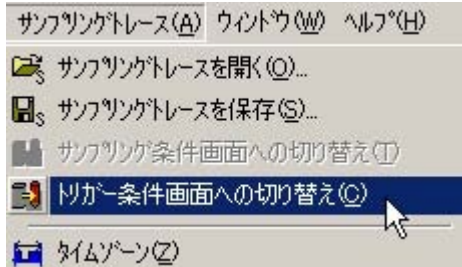 ｻﾝﾌﾟﾘﾝｸﾞﾄﾚｰｽ(A) ｳｨﾝﾄﾞｳ(W) ﾍﾙﾌﾟ(H)
ｻﾝﾌﾟﾘﾝｸﾞﾄﾚｰｽを開く(O)...
ｻﾝﾌﾟﾘﾝｸﾞﾄﾚｰｽを保存(S)...
ｻﾝﾌﾟﾘﾝｸﾞ条件画面への切り替え(T)
ﾄﾘｶﾞｰ条件画面への切り替え(C)
ﾀｲﾑｿﾞｰﾝ(Z)